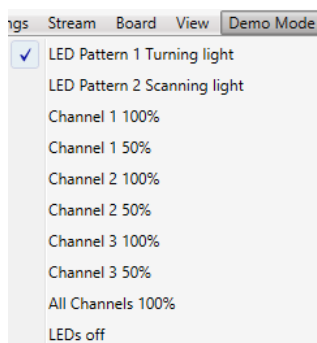 ngs Stream Board View Demo Mode
LED Pattern 1 Turning light
LED Pattern 2 Scanning light
Channel 1 100%
Channel 1 50%
Channel 2 100%
Channel 2 50%
Channel 3 100%
Channel 3 50%
All Channels 100%
LEDs off